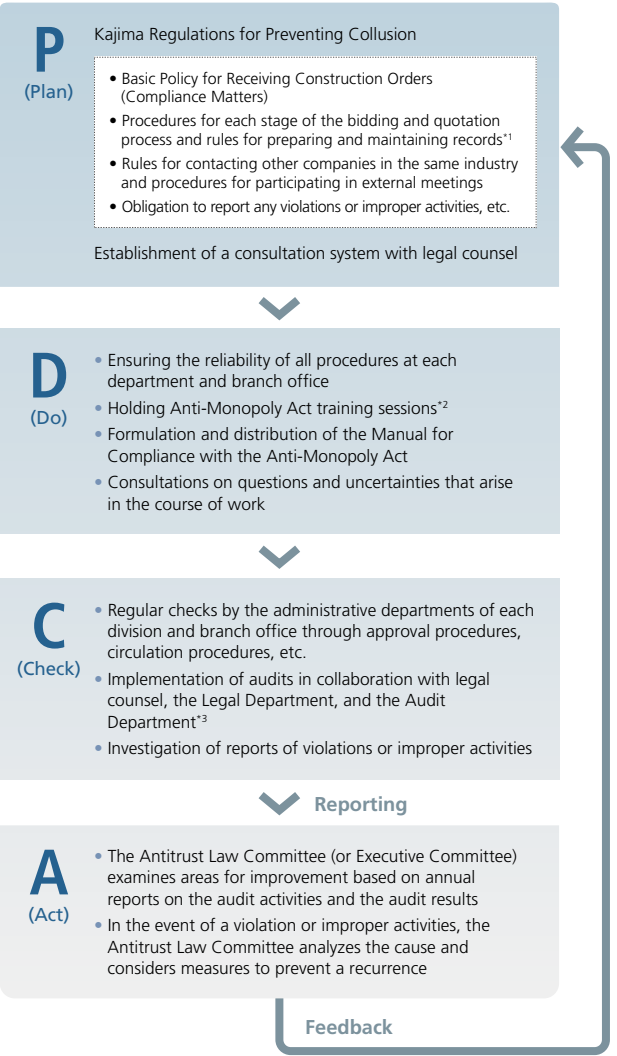 P
(Plan)
Kajima Regulations for Preventing Collusion
• Basic Policy for Receiving Construction Orders
(Compliance Matters)
• Procedures for each stage of the bidding and quotation
process and rules for preparing and maintaining records*1
• Rules for contacting other companies in the same industry
and procedures for participating in external meetings
• Obligation to report any violations or improper activities, etc.
Establishment of a consultation system with legal counsel
D
(Do)
• Ensuring the reliability of all procedures at each
department and branch office
• Holding Anti-Monopoly Act training sessions*2
• Formulation and distribution of the Manual for
Compliance with the Anti-Monopoly Act
• Consultations on questions and uncertainties that arise
in the course of work
C
(Check)
• Regular checks by the administrative departments of each
division and branch office through approval procedures,
circulation procedures, etc.
• Implementation of audits in collaboration with legal
counsel, the Legal Department, and the Audit
Department*3
• Investigation of reports of violations or improper activities
Reporting
A
(Act)
• The Antitrust Law Committee (or Executive Committee)
examines areas for improvement based on annual
reports on the audit activities and the audit results
• In the event of a violation or improper activities, the
Antitrust Law Committee analyzes the cause and
considers measures to prevent a recurrence
Feedback